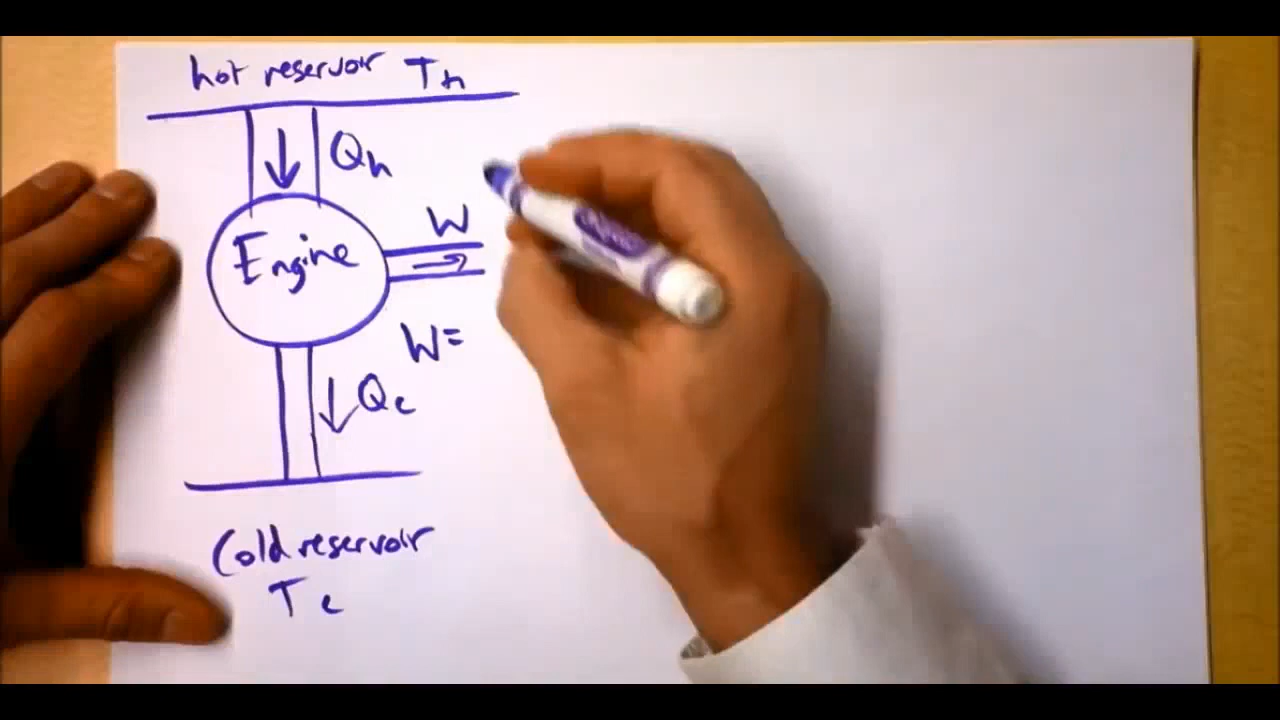 hot reservoir Th
Qh
W
Engine
W=
Qc
Cold reservoir
Tc